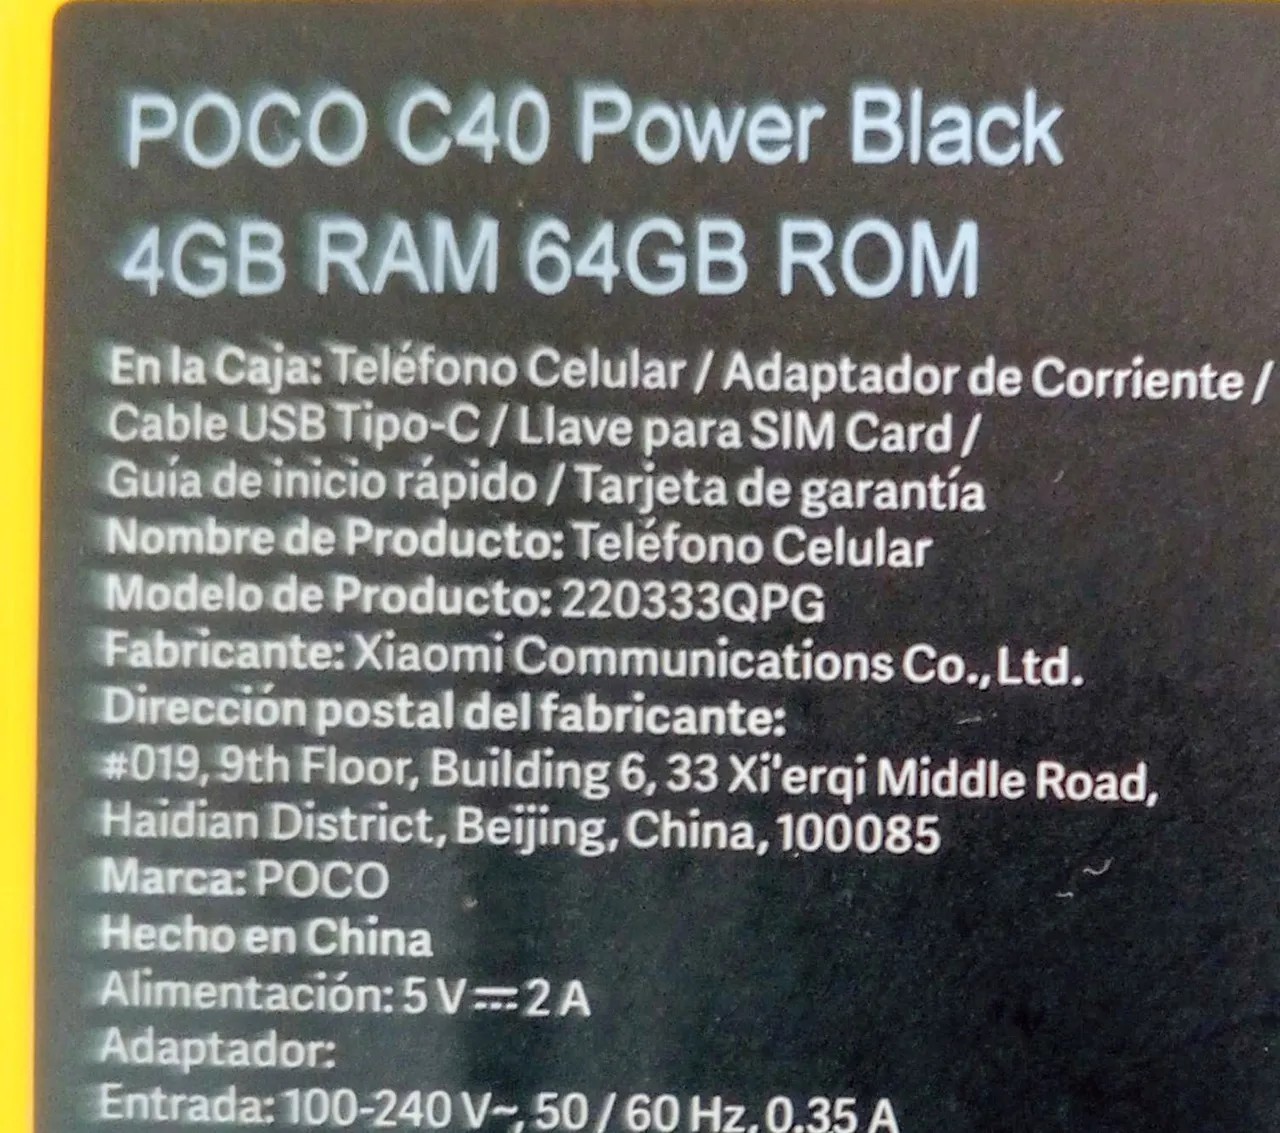 POCO C40 Power Black
4GB RAM 64GB ROM
En la Caja: Teléfono Celular / Adaptador de Corriente /
Cable USB Tipo-C / Llave para SIM Card /
Guía de inicio rápido / Tarjeta de garantía
Nombre de Producto: Teléfono Celular
Modelo de Producto: 220333QPG
Fabricante: Xiaomi Communications Co., Ltd.
Dirección postal del fabricante:
#019, 9th Floor, Building 6, 33 Xi'erqi Middle Road,
Haidian District, Beijing, China, 100085
Marca: POCO
Hecho en China
Alimentación: 5 V⎓2 A
Adaptador:
Entrada: 100-240 V~, 50 / 60 Hz, 0.35 A